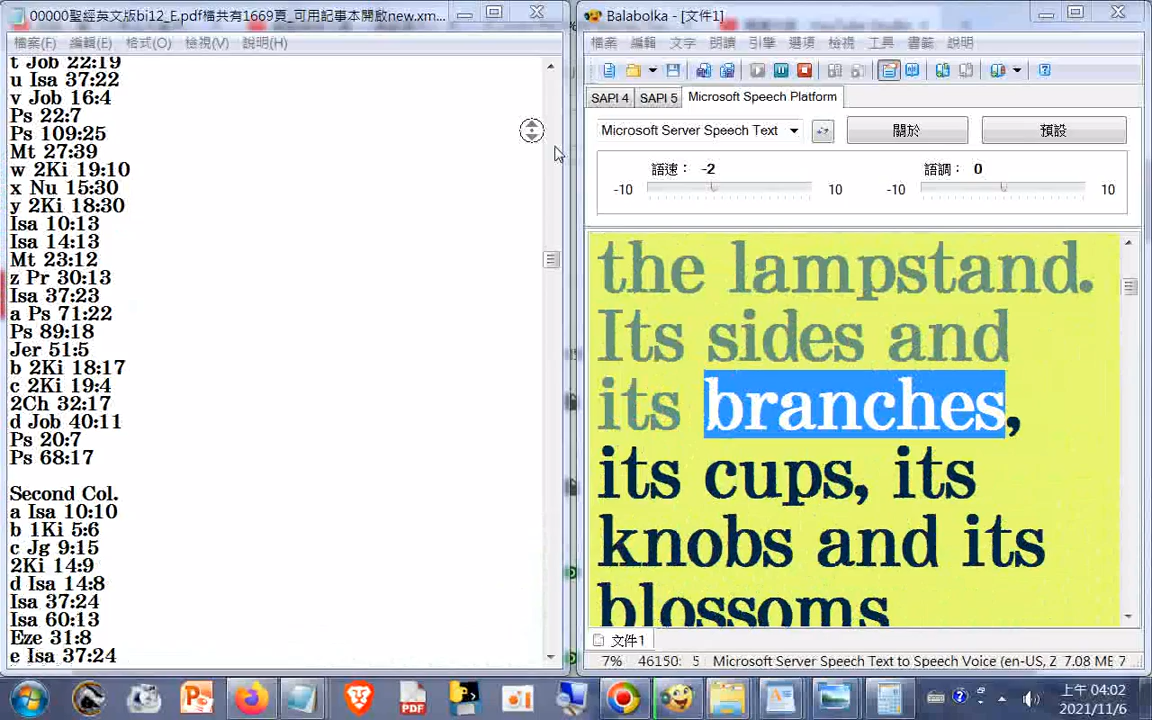 00000聖經英文版bi12_E.pdf檔共有1669頁_可用記事本開啟new.xm...
檔案(F) 編輯(E) 格式(O) 檢視(V) 說明(H)
t Job 22:19
u Isa 37:22
v Job 16:4
Ps 22:7
Ps 109:25
Mt 27:39
w 2Ki 19:10
x Nu 15:30
y 2Ki 18:30
Isa 10:13
Isa 14:13
Mt 23:12
z Pr 30:13
Isa 37:23
a Ps 71:22
Ps 89:18
Jer 51:5
b 2Ki 18:17
c 2Ki 19:4
2Ch 32:17
d Job 40:11
Ps 20:7
Ps 68:17
Second Col.
a Isa 10:10
b 1Ki 5:6
c Jg 9:15
2Ki 14:9
d Isa 14:8
Isa 37:24
Isa 60:13
Eze 31:8
e Isa 37:24
Balabolka - [文件1]
檔案 編輯 文字 朗讀 引擎 選項 檢視 工具 書籤 說明
SAPI 4 SAPI 5 Microsoft Speech Platform
Microsoft Server Speech Text 關於 預設
語速： -2 語調： 0
-10 10 -10 10
the lampstand.
Its sides and
its branches,
its cups, its
knobs and its
blossoms
文件1
7% 46150: 5 Microsoft Server Speech Text to Speech Voice (en-US, Z 7.08 ME 7
PDF
上午 04:02
2021/11/6